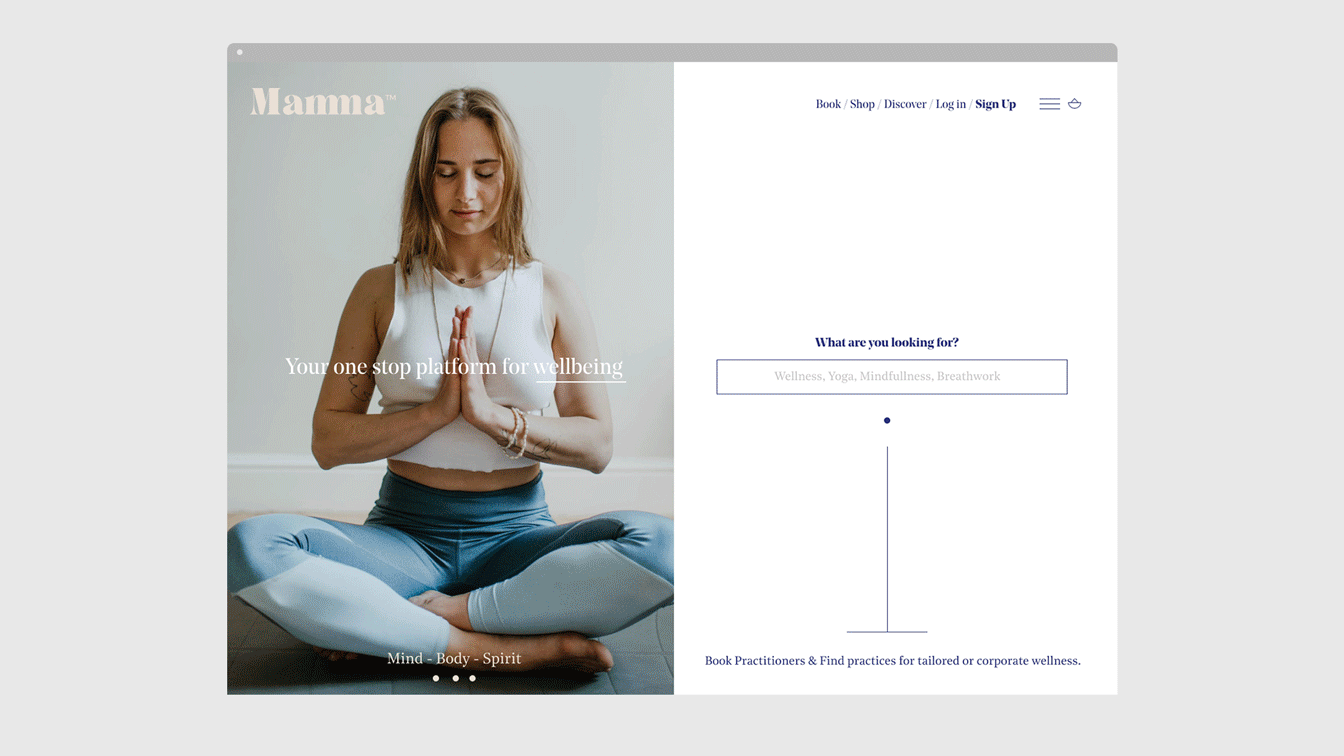 Mamma™
Book / Shop / Discover / Log in / Sign Up
Your one stop platform for wellbeing
What are you looking for?
Wellness, Yoga, Mindfullness, Breathwork
Mind - Body - Spirit
Book Practitioners & Find practices for tailored or corporate wellness.